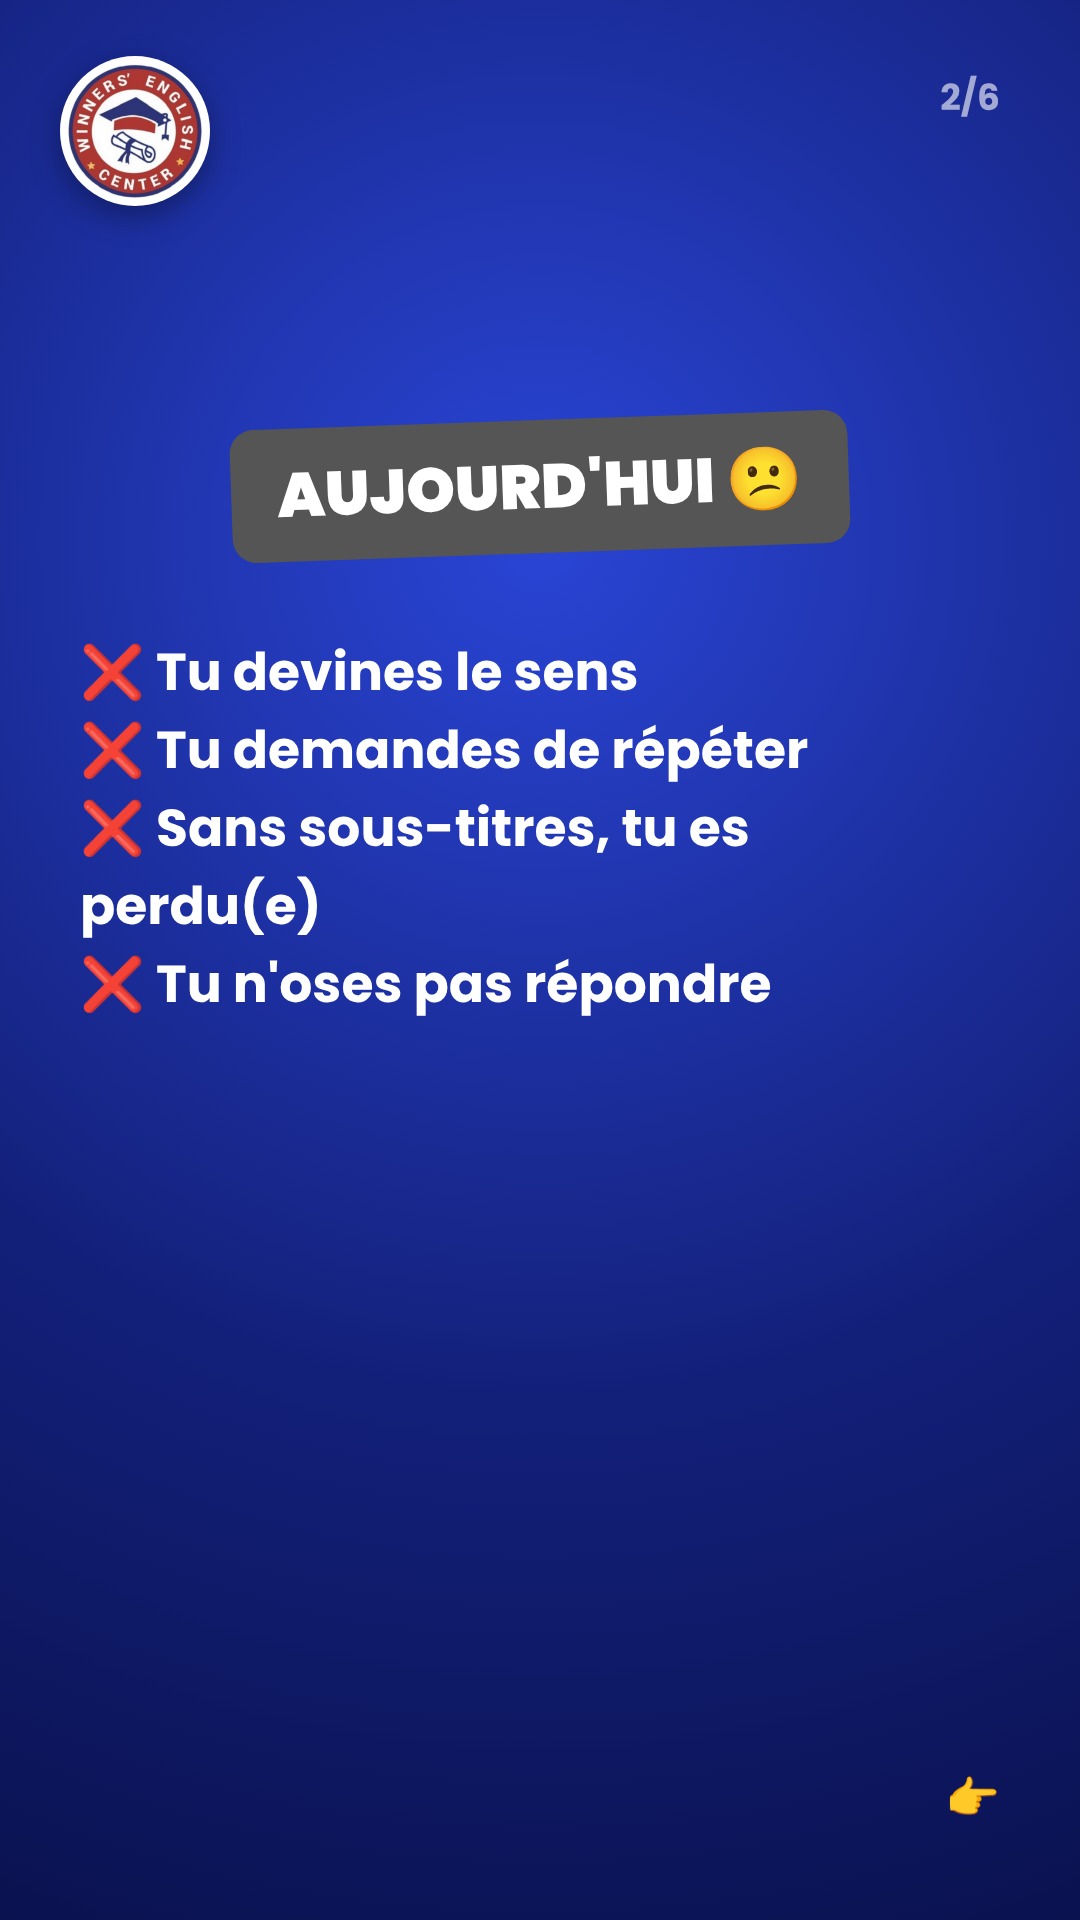 WINNERS' ENGLISH
CENTER
2/6
AUJOURD'HUI 😕
❌ Tu devines le sens
❌ Tu demandes de répéter
❌ Sans sous-titres, tu es
perdu(e)
❌ Tu n'oses pas répondre
👉